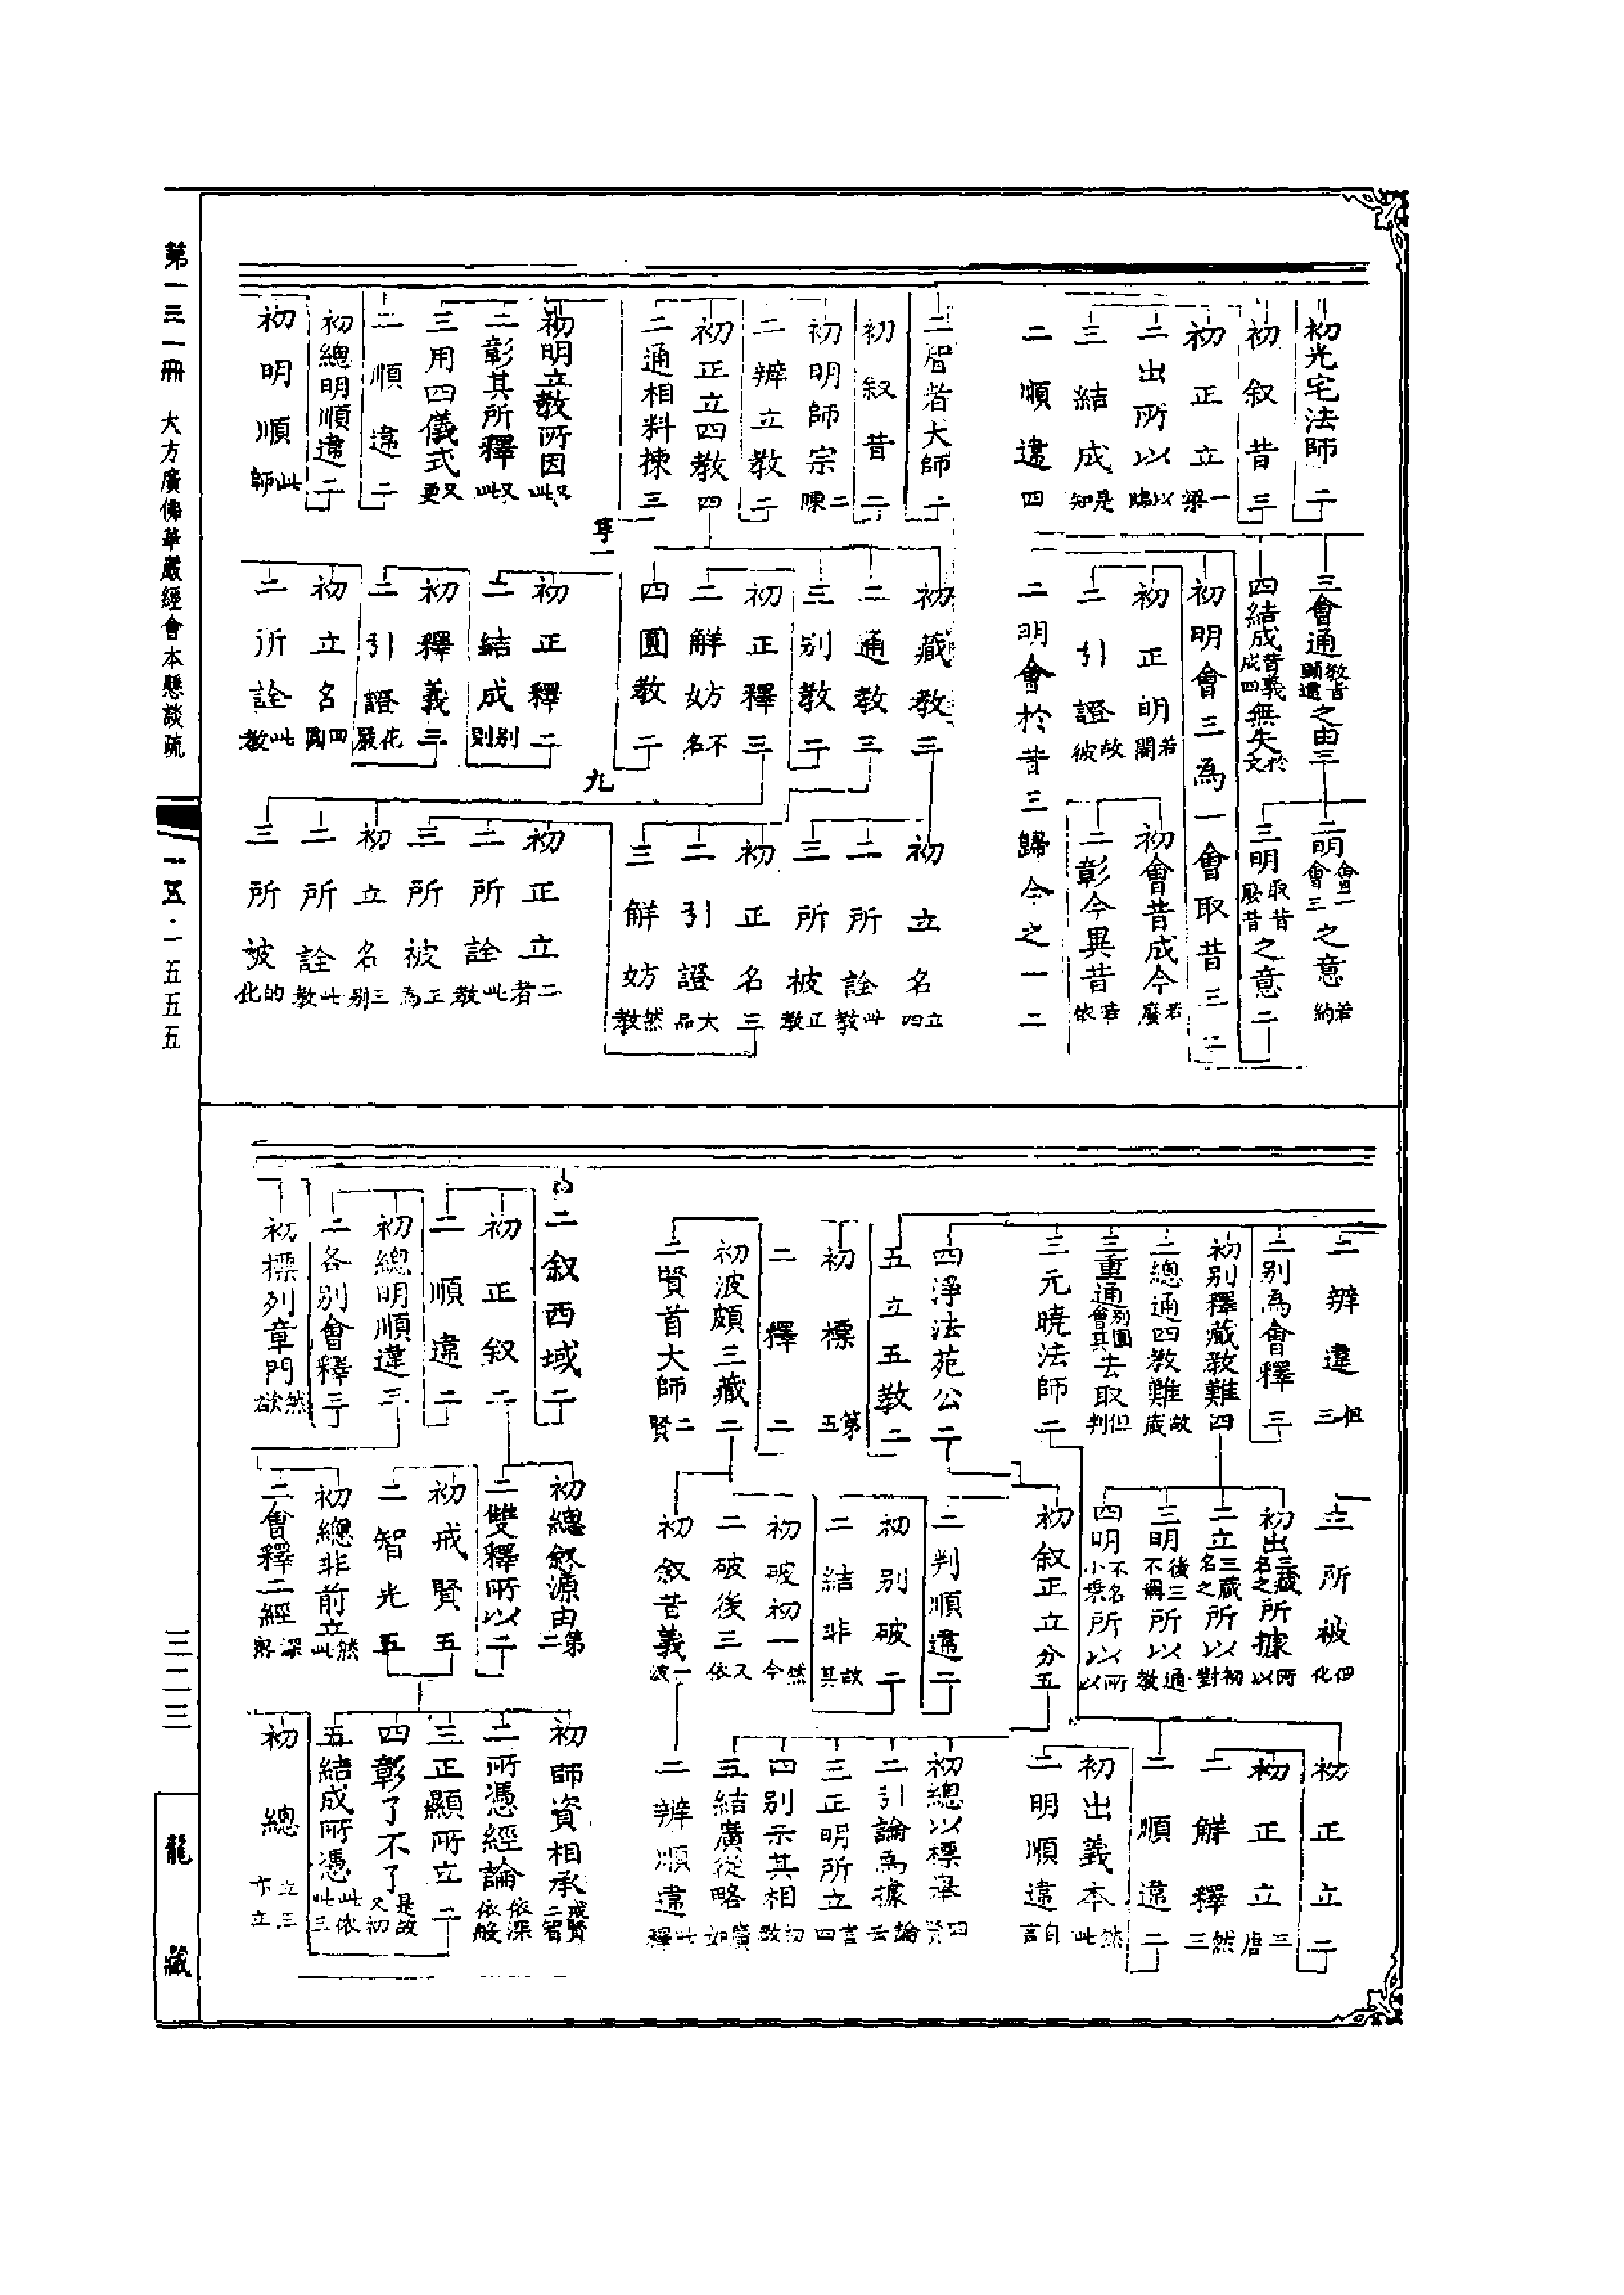 初光宅法師二
初叙昔三
初正立一梁
二出所以以
三結成是知
二順違四
三會通教旨顯遣之由三
四結成昔義成四無失於文
初明會三為一會取昔三二
初正明若開
二引證故彼
二明會於昔三歸今之一二
二明會二會三之意若約
三明取昔廢昔之意二
初會昔成今若廢
二彰今異昔若依
二智者大師二
初叙昔二
初明師宗二陳
二辨立教二
初正立四教四
二通相料揀三
初藏教三
二通教三
三別教二
初正釋三
二解妨不名
四圓教二
初立名立四
二所詮此教
三所被正教
初正立名三
二引證大品
三解妨然教
初明立教所因
二彰其所釋又此
三用四儀式又更
二順違二
初總明順違二
初明順此師
初正釋二
二結成別則
初釋義三
二引證花嚴
初立名四圓
二所詮此教
初正立二者
二所詮此教
三所被正為
初立名三別
二所詮此教
三所被的化
享一
九
二辨違但三
二別為會釋三
初別釋藏教難四
二總通四教難故藏
三重通別圓會其去取但判
三元曉法師二
四淨法苑公二
五立五教二
初標第五
二釋二
初波頗三藏二
二賢首大師二賢
三所被但化
初出三藏名之所據所以
二立三藏名之所以初對
三明後三不爾所以通教
四明不名小乘所以所以
初叙正立分五
二判順違二
初別破二
二結非故其
初破初一然今
二破後三又依
初叙昔義一波
初正立二
初正立三唐
二解釋然三
二順違二
初出義本然此
二明順違自言
初總以標舉四賢
二引論為據論云
三正明所立言四
四別示其相初教
五結廣從略廣如
二辨順違此釋
二叙西域二
初正叙二
二順違二
初總明順違三
二各別會釋三
初標列章門然欲
初總叙源由第二
二雙釋所以二
初戒賢五
二智光五
初總非前立然此
二會釋二經深密
初師資相承戒賢二智
二所憑經論依深依般
三正顯所立二
四彰了不了是故又初
五結成所憑此依此三
初總
第一三一冊 大方廣佛華嚴經會本懸談疏
一五·一五五五
三二三
龍藏